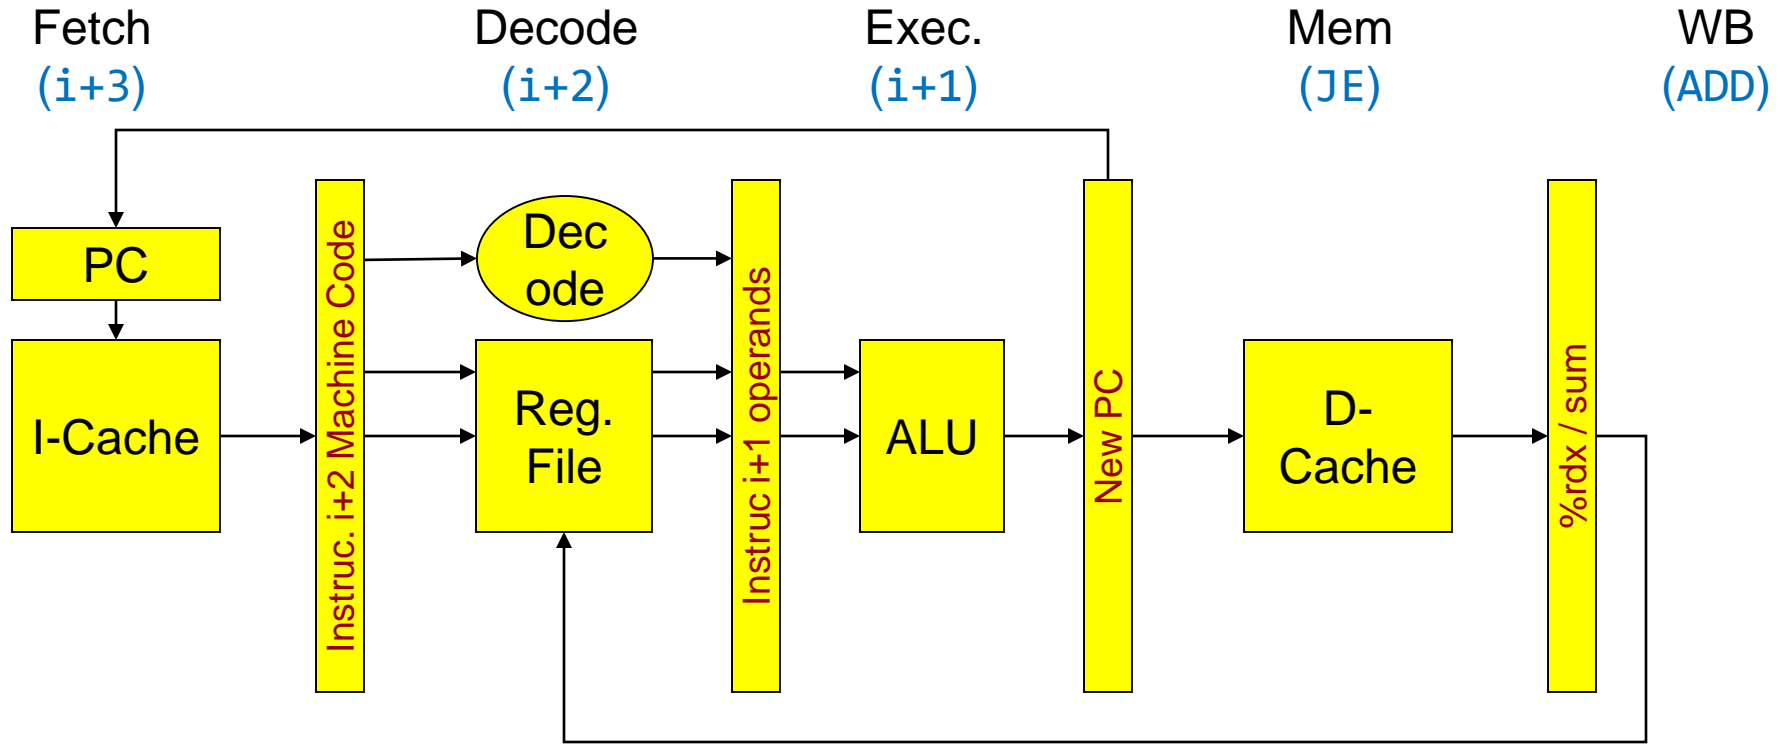 Fetch
(i+3)
Decode
(i+2)
Exec.
(i+1)
Mem
(JE)
WB
(ADD)
PC
I-Cache
Instruc. i+2 Machine Code
Dec
ode
Reg.
File
Instruc i+1 operands
ALU
New PC
D-
Cache
%rdx / sum